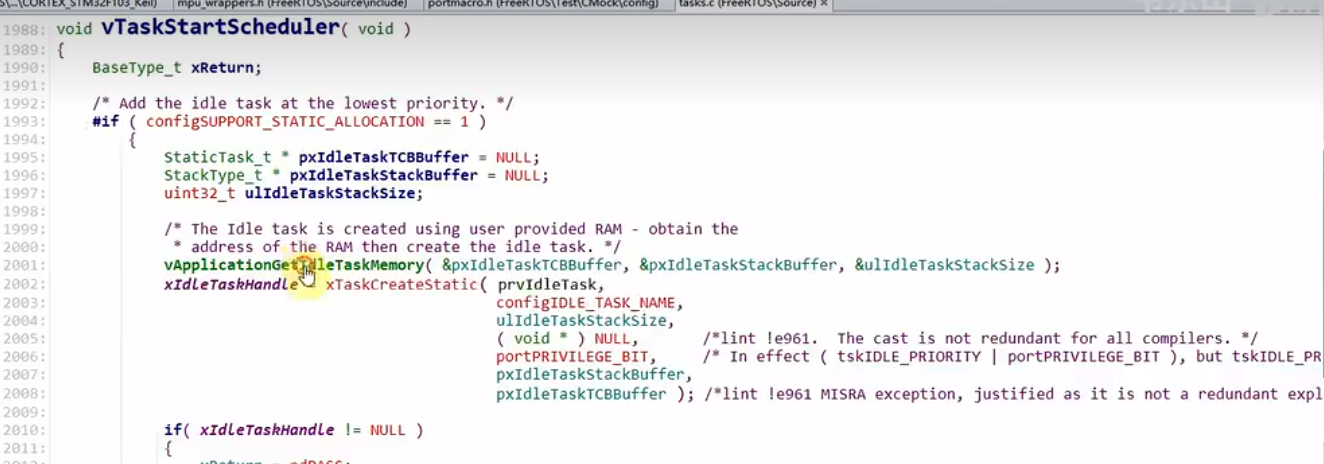 S\...\CORTEX_STM32F103_Keil) mpu_wrappers.h (FreeRTOS\Source\include) portmacro.h (FreeRTOS\Test\CMock\config) tasks.c (FreeRTOS\Source) ×
1988: void vTaskStartScheduler( void )
1989: {
1990: BaseType_t xReturn;
1991:
1992: /* Add the idle task at the lowest priority. */
1993: #if ( configSUPPORT_STATIC_ALLOCATION == 1 )
1994: {
1995: StaticTask_t * pxIdleTaskTCBBuffer = NULL;
1996: StackType_t * pxIdleTaskStackBuffer = NULL;
1997: uint32_t ulIdleTaskStackSize;
1998:
1999: /* The Idle task is created using user provided RAM - obtain the
2000: * address of the RAM then create the idle task. */
2001: vApplicationGetIdleTaskMemory( &pxIdleTaskTCBBuffer, &pxIdleTaskStackBuffer, &ulIdleTaskStackSize );
2002: xIdleTaskHandle = xTaskCreateStatic( prvIdleTask,
2003: configIDLE_TASK_NAME,
2004: ulIdleTaskStackSize,
2005: ( void * ) NULL, /*lint !e961. The cast is not redundant for all compilers. */
2006: portPRIVILEGE_BIT, /* In effect ( tskIDLE_PRIORITY | portPRIVILEGE_BIT ), but tskIDLE_PR
2007: pxIdleTaskStackBuffer,
2008: pxIdleTaskTCBBuffer ); /*lint !e961 MISRA exception, justified as it is not a redundant expl
2009:
2010: if( xIdleTaskHandle != NULL )
2011: {